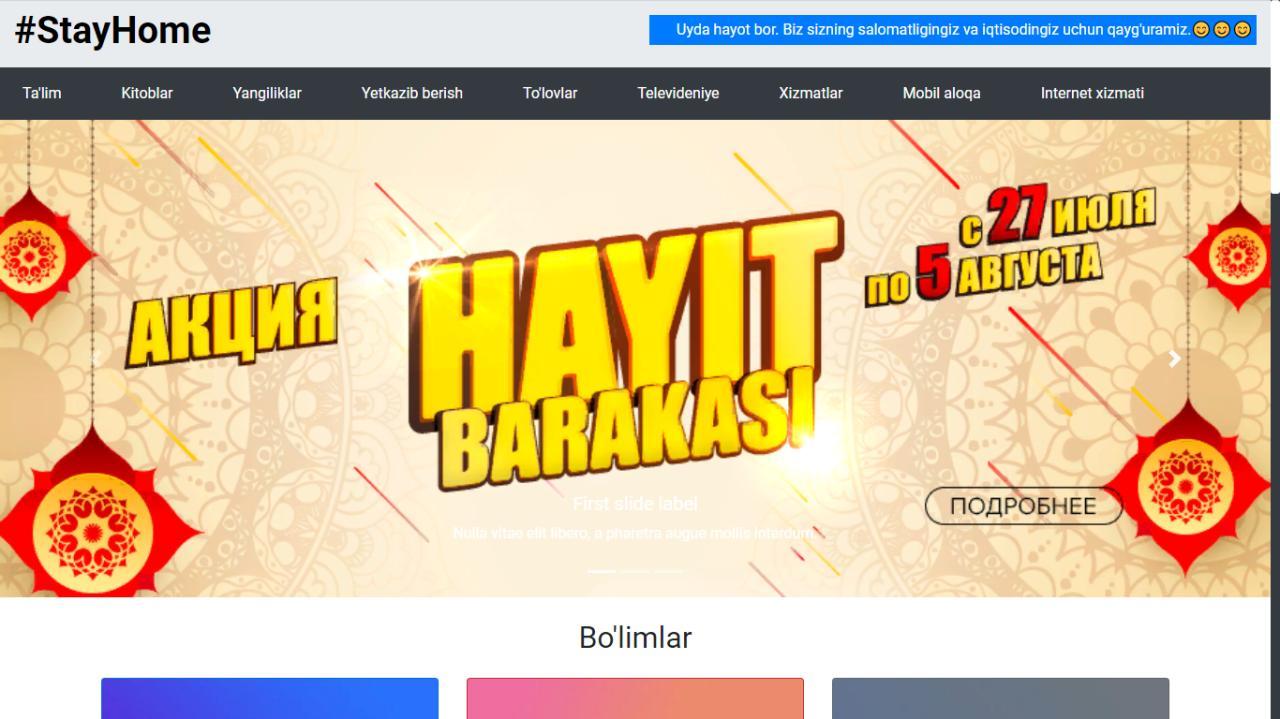 #StayHome
Uyda hayot bor. Biz sizning salomatligingiz va iqtisodingiz uchun qayg'uramiz.😊😊😊
Ta'lim Kitoblar Yangiliklar Yetkazib berish To'lovlar Televideniye Xizmatlar Mobil aloqa Internet xizmati
АКЦИЯ
HAYIT
BARAKASI
с 27 ИЮЛЯ
по 5 АВГУСТА
ПОДРОБНЕЕ
First slide label
Nulla vitae elit libero, a pharetra augue mollis interdum.
Bo'limlar